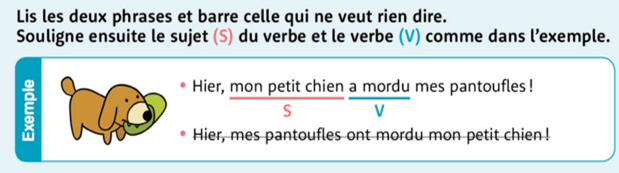 Lis les deux phrases et barre celle qui ne veut rien dire.
Souligne ensuite le sujet (S) du verbe et le verbe (V) comme dans l'exemple.
Exemple
• Hier, mon petit chien a mordu mes pantoufles !
S V
• Hier, mes pantoufles ont mordu mon petit chien !